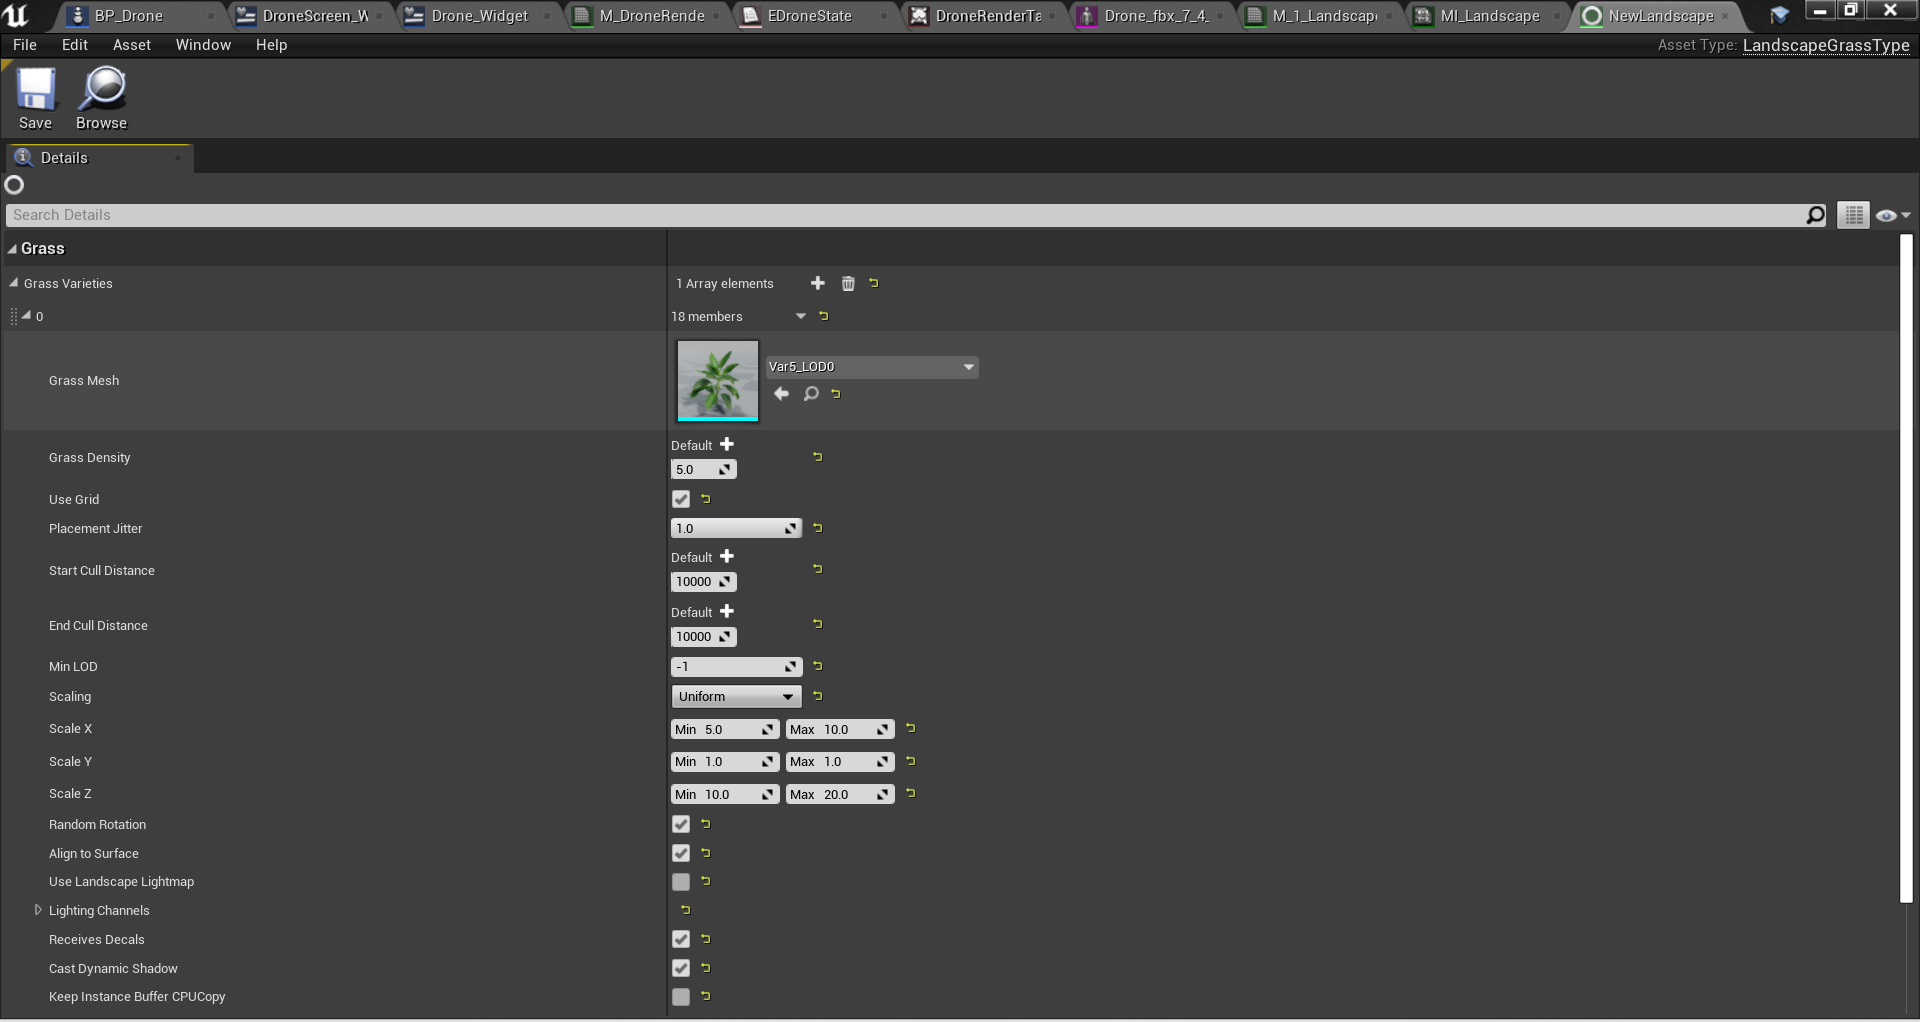 BP_Drone DroneScreen_W Drone_Widget M_DroneRende EDroneState DroneRenderTa Drone_fbx_7_4_ M_1_Landscap MI_Landscape NewLandscape
File Edit Asset Window Help Asset Type: LandscapeGrassType
Save Browse
Details
Search Details
Grass
Grass Varieties 1 Array elements
0 18 members
Grass Mesh Var5_LOD0
Default
Grass Density 5.0
Use Grid
Placement Jitter 1.0
Default
Start Cull Distance 10000
Default
End Cull Distance 10000
Min LOD -1
Scaling Uniform
Scale X Min 5.0 Max 10.0
Scale Y Min 1.0 Max 1.0
Scale Z Min 10.0 Max 20.0
Random Rotation
Align to Surface
Use Landscape Lightmap
Lighting Channels
Receives Decals
Cast Dynamic Shadow
Keep Instance Buffer CPUCopy